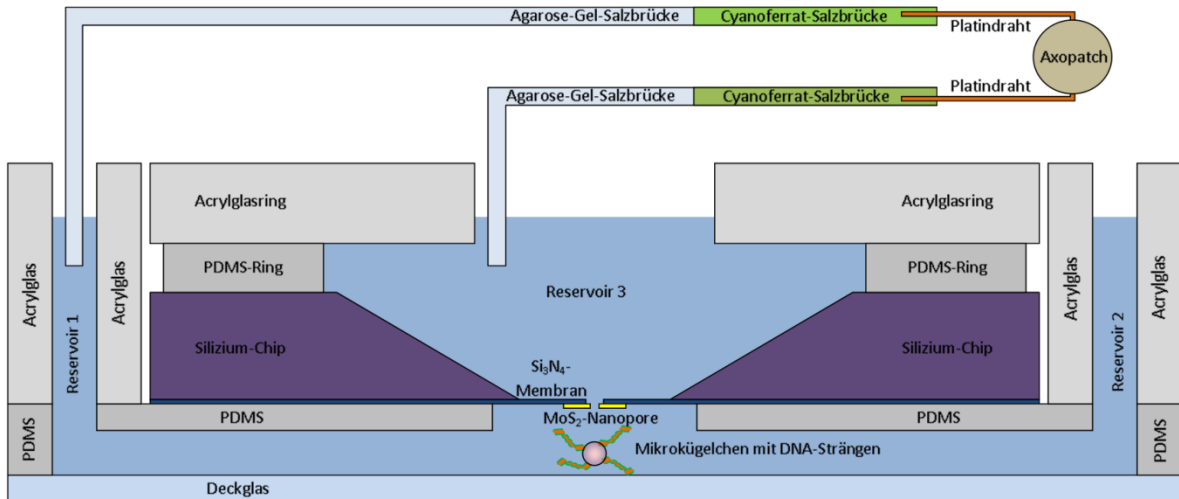 Agarose-Gel-Salzbrücke
Cyanoferrat-Salzbrücke
Platindraht
Axopatch
Agarose-Gel-Salzbrücke
Cyanoferrat-Salzbrücke
Platindraht
Acrylglas
Reservoir 1
Acrylglas
Acrylglasring
PDMS-Ring
Silizium-Chip
Reservoir 3
Si₃N₄-
Membran
Acrylglasring
PDMS-Ring
Silizium-Chip
Acrylglas
Reservoir 2
Acrylglas
PDMS
PDMS
MoS₂-Nanopore
PDMS
PDMS
Mikrokügelchen mit DNA-Strängen
Deckglas